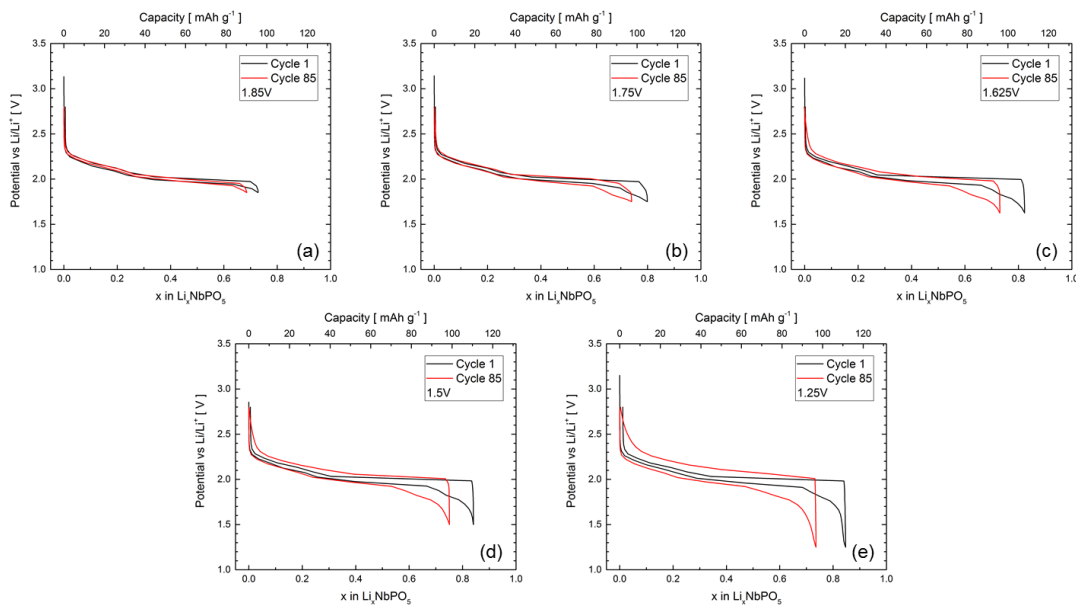 Capacity [ mAh g⁻¹ ]
0 20 40 60 80 100 120
3.5
3.0
2.5
2.0
1.5
1.0
Potential vs Li/Li⁺ [ V ]
Cycle 1
Cycle 85
1.85V
(a)
0.0 0.2 0.4 0.6 0.8 1.0
x in LiₓNbPO₅
Capacity [ mAh g⁻¹ ]
0 20 40 60 80 100 120
3.5
3.0
2.5
2.0
1.5
1.0
Potential vs Li/Li⁺ [ V ]
Cycle 1
Cycle 85
1.75V
(b)
0.0 0.2 0.4 0.6 0.8 1.0
x in LiₓNbPO₅
Capacity [ mAh g⁻¹ ]
0 20 40 60 80 100 120
3.5
3.0
2.5
2.0
1.5
1.0
Potential vs Li/Li⁺ [ V ]
Cycle 1
Cycle 85
1.625V
(c)
0.0 0.2 0.4 0.6 0.8 1.0
x in LiₓNbPO₅
Capacity [ mAh g⁻¹ ]
0 20 40 60 80 100 120
3.5
3.0
2.5
2.0
1.5
1.0
Potential vs Li/Li⁺ [ V ]
Cycle 1
Cycle 85
1.5V
(d)
0.0 0.2 0.4 0.6 0.8 1.0
x in LiₓNbPO₅
Capacity [ mAh g⁻¹ ]
0 20 40 60 80 100 120
3.5
3.0
2.5
2.0
1.5
1.0
Potential vs Li/Li⁺ [ V ]
Cycle 1
Cycle 85
1.25V
(e)
0.0 0.2 0.4 0.6 0.8 1.0
x in LiₓNbPO₅